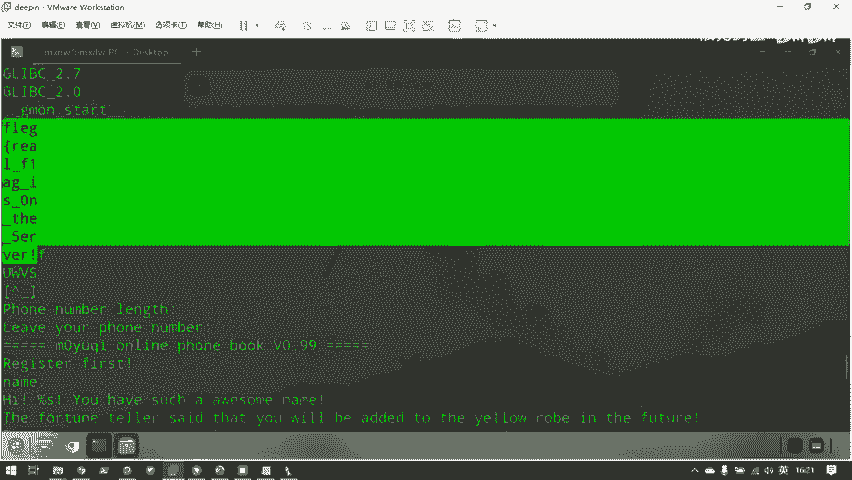 deepin - VMware Workstation
文件(F) 编辑(E) 查看(V) 虚拟机(M) 选项卡(T) 帮助(H)
Desktop
GLIBC_2.7
GLIBC_2.0
__gmon_start__
fleg
{rea
l_fl
ag_i
s_0n
_the
_Ser
ver!
UWVS
[^_]
Phone number length:
Leave your phone number
===== m0yuqi online phone book V0.99 =====
Register first!
name
Hi! %s! You have such a awesome name!
The fortune teller said that you will be added to the yellow robe in the future!
英 16:21